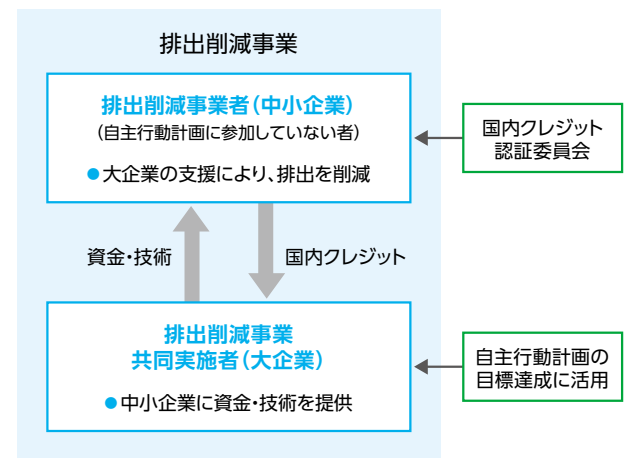 排出削減事業
排出削減事業者(中小企業)
(自主行動計画に参加していない者)
●大企業の支援により、排出を削減
国内クレジット
認証委員会
資金・技術
国内クレジット
排出削減事業
共同実施者(大企業)
●中小企業に資金・技術を提供
自主行動計画の
目標達成に活用